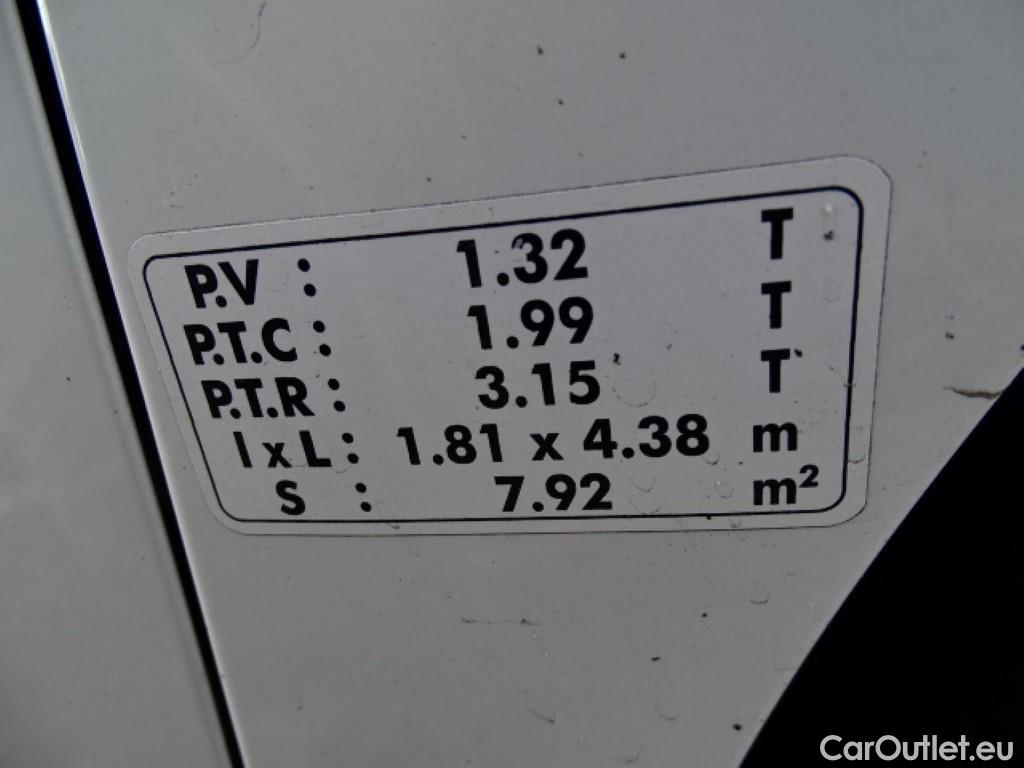 P.V : 1.32 T
P.T.C : 1.99 T
P.T.R : 3.15 T
l x L : 1.81 x 4.38 m
S : 7.92 m²
CarOutlet.eu